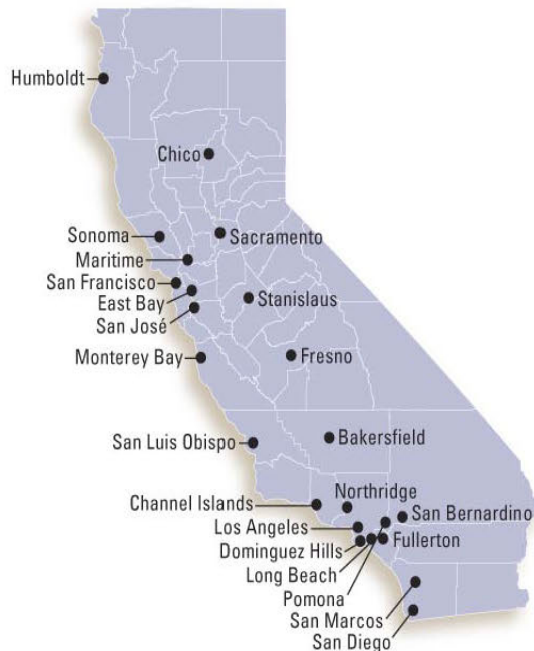 Humboldt
Chico
Sonoma
Sacramento
Maritime
San Francisco
East Bay
Stanislaus
San José
Monterey Bay
Fresno
San Luis Obispo
Bakersfield
Channel Islands
Northridge
San Bernardino
Los Angeles
Dominguez Hills
Fullerton
Long Beach
Pomona
San Marcos
San Diego